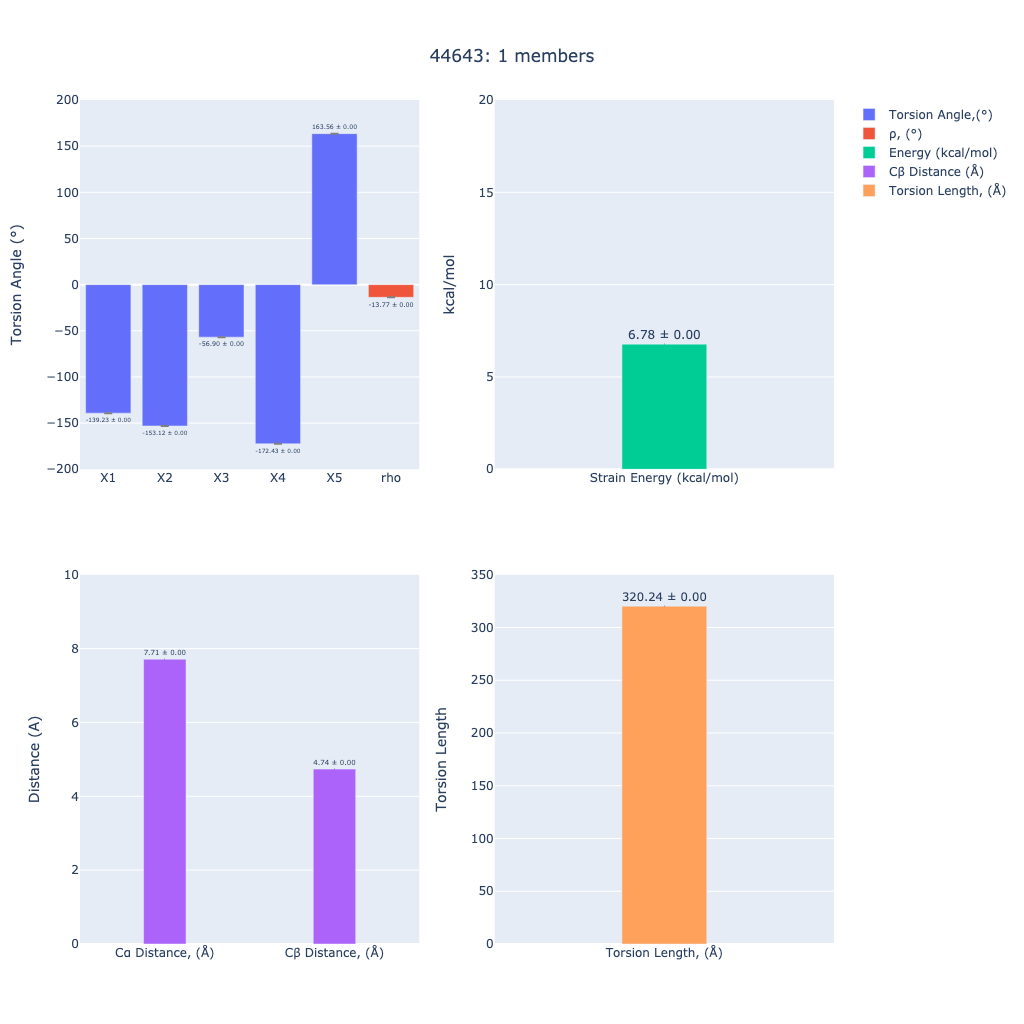 44643: 1 members
Torsion Angle (°)
200
150
100
50
0
−50
−100
−150
−200
-139.23 ± 0.00
-153.12 ± 0.00
-56.90 ± 0.00
-172.43 ± 0.00
163.56 ± 0.00
-13.77 ± 0.00
X1 X2 X3 X4 X5 rho
kcal/mol
20
15
10
5
0
6.78 ± 0.00
Strain Energy (kcal/mol)
Torsion Angle,(°)
ρ, (°)
Energy (kcal/mol)
Cβ Distance (Å)
Torsion Length, (Å)
Distance (A)
10
8
6
4
2
0
7.71 ± 0.00
4.74 ± 0.00
Cα Distance, (Å) Cβ Distance, (Å)
Torsion Length
350
300
250
200
150
100
50
0
320.24 ± 0.00
Torsion Length, (Å)